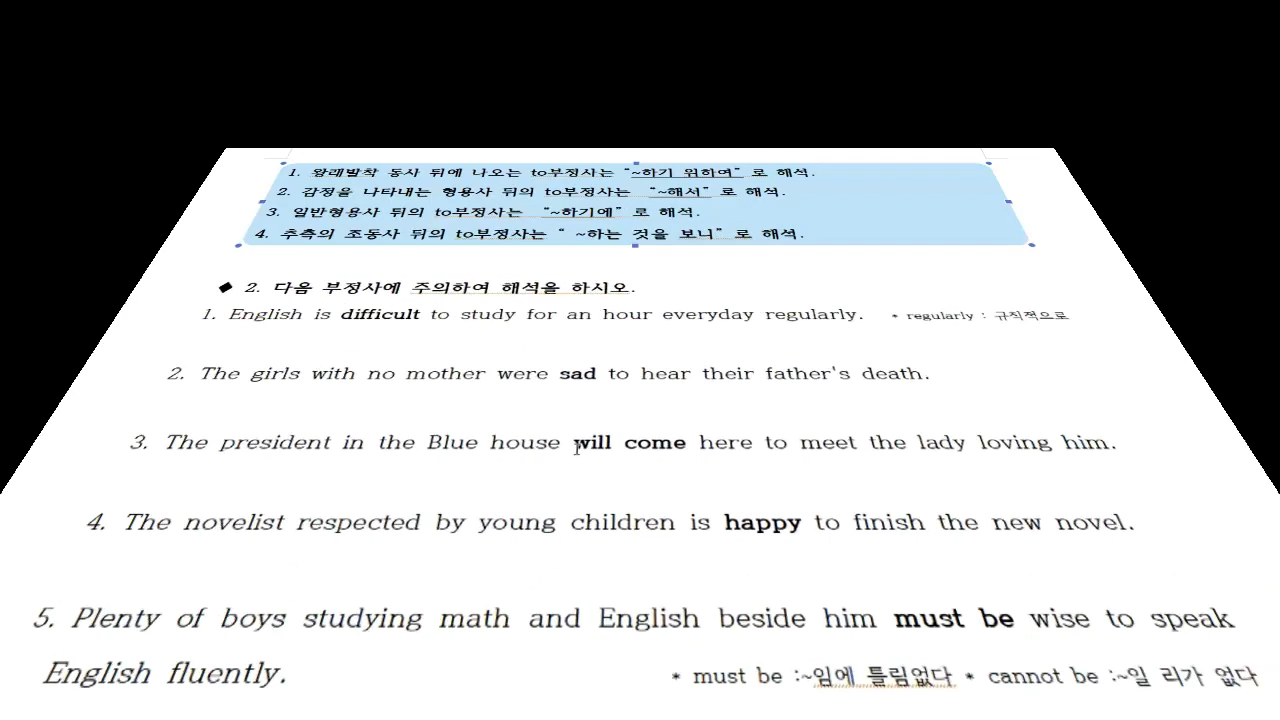 1. 왕래발착 동사 뒤에 나오는 to부정사는 "~하기 위하여" 로 해석.
2. 감정을 나타내는 형용사 뒤의 to부정사는 "~해서" 로 해석.
3. 일반형용사 뒤의 to부정사는 "~하기에" 로 해석.
4. 추측의 조동사 뒤의 to부정사는 " ~하는 것을 보니" 로 해석.
◆ 2. 다음 부정사에 주의하여 해석을 하시오.
1. English is difficult to study for an hour everyday regularly. * regularly : 규칙적으로
2. The girls with no mother were sad to hear their father's death.
3. The president in the Blue house will come here to meet the lady loving him.
4. The novelist respected by young children is happy to finish the new novel.
5. Plenty of boys studying math and English beside him must be wise to speak
English fluently. * must be :~임에 틀림없다 * cannot be :~일 리가 없다